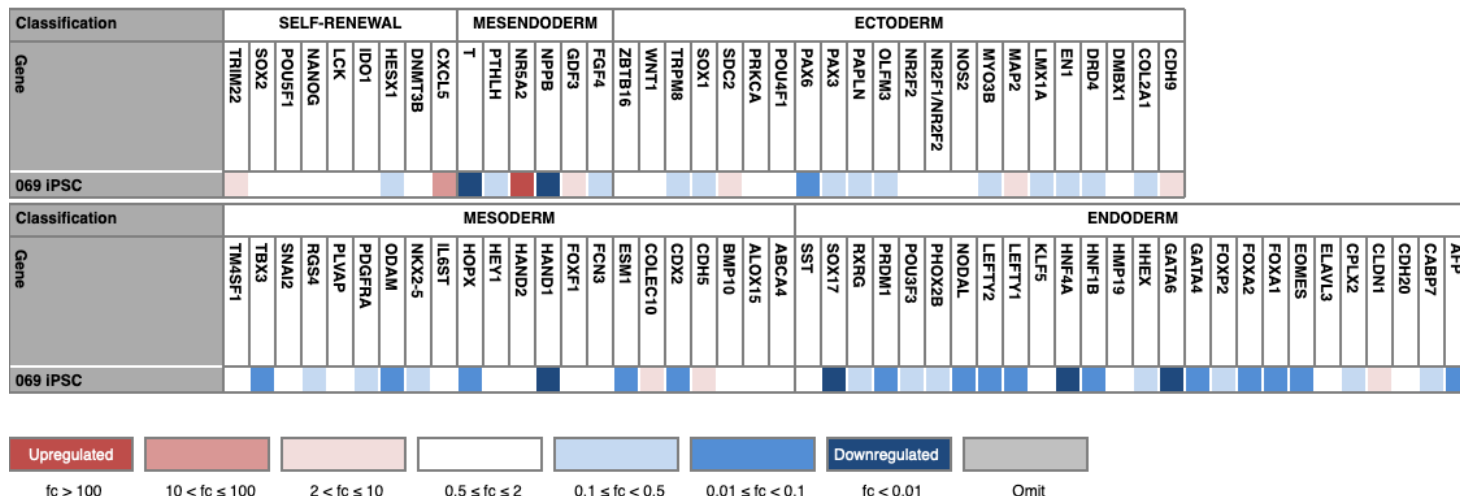 Classification SELF-RENEWAL MESENDODERM ECTODERM
Gene TRIM22 SOX2 POU5F1 NANOG LCK IDO1 HESX1 DNMT3B CXCL5 T PTHLH NR5A2 NPPB GDF3 FGF4 ZBTB16 WNT1 TRPM8 SOX1 SDC2 PRKCA POU4F1 PAX6 PAX3 PAPLN OLFM3 NR2F2 NR2F1/NR2F2 NOS2 MYO3B MAP2 LMX1A EN1 DRD4 DMBX1 COL2A1 CDH9
069 iPSC
Classification MESODERM ENDODERM
Gene TM4SF1 TBX3 SNAI2 RGS4 PLVAP PDGFRA ODAM NKX2-5 IL6ST HOPX HEY1 HAND2 HAND1 FOXF1 FCN3 ESM1 COLEC10 CDX2 CDH5 BMP10 ALOX15 ABCA4 SST SOX17 RXRG PRDM1 POU3F3 PHOX2B NODAL LEFTY2 LEFTY1 KLF5 HNF4A HNF1B HMP19 HHEX GATA6 GATA4 FOXP2 FOXA2 FOXA1 EOMES ELAVL3 CPLX2 CLDN1 CDH20 CABP7 AFP
069 iPSC
Upregulated Downregulated
fc > 100 10 < fc ≤ 100 2 < fc ≤ 10 0.5 ≤ fc ≤ 2 0.1 ≤ fc < 0.5 0.01 ≤ fc < 0.1 fc < 0.01 Omit